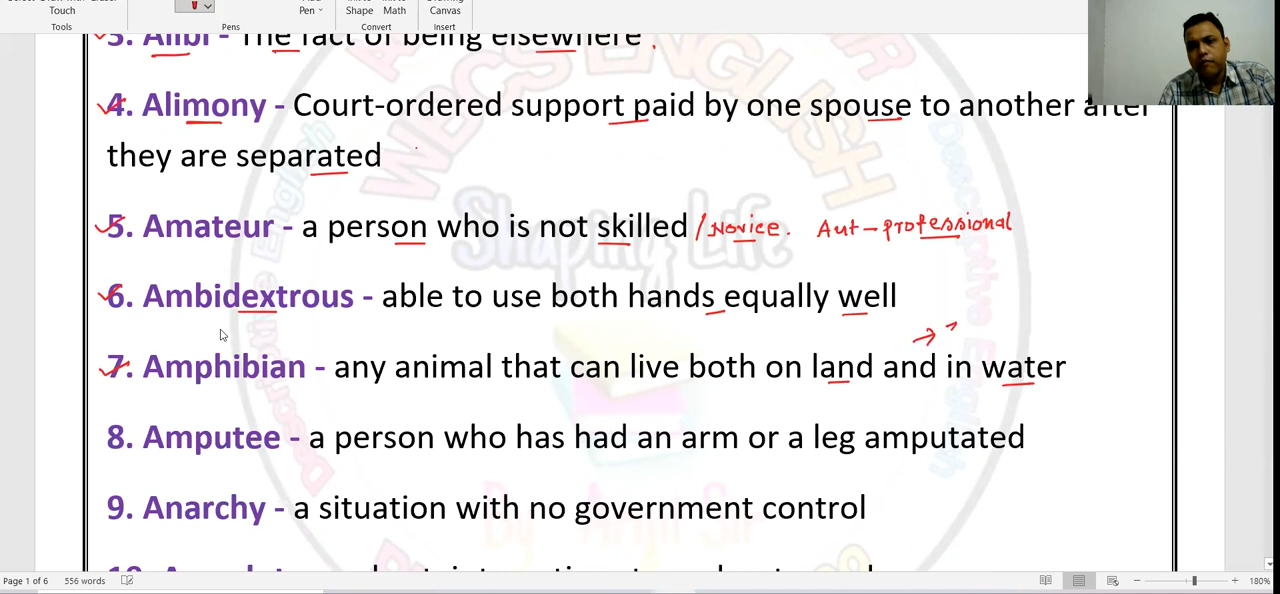 Touch
Tools
Pens
Pen
Shape
Convert
Math
Canvas
Insert
3. Alibi - The fact of being elsewhere
4. Alimony - Court-ordered support paid by one spouse to another after
they are separated
5. Amateur - a person who is not skilled / Novice. Ant - professional
6. Ambidextrous - able to use both hands equally well
7. Amphibian - any animal that can live both on land and in water
8. Amputee - a person who has had an arm or a leg amputated
9. Anarchy - a situation with no government control
Shaping Life
Page 1 of 6 556 words 180%